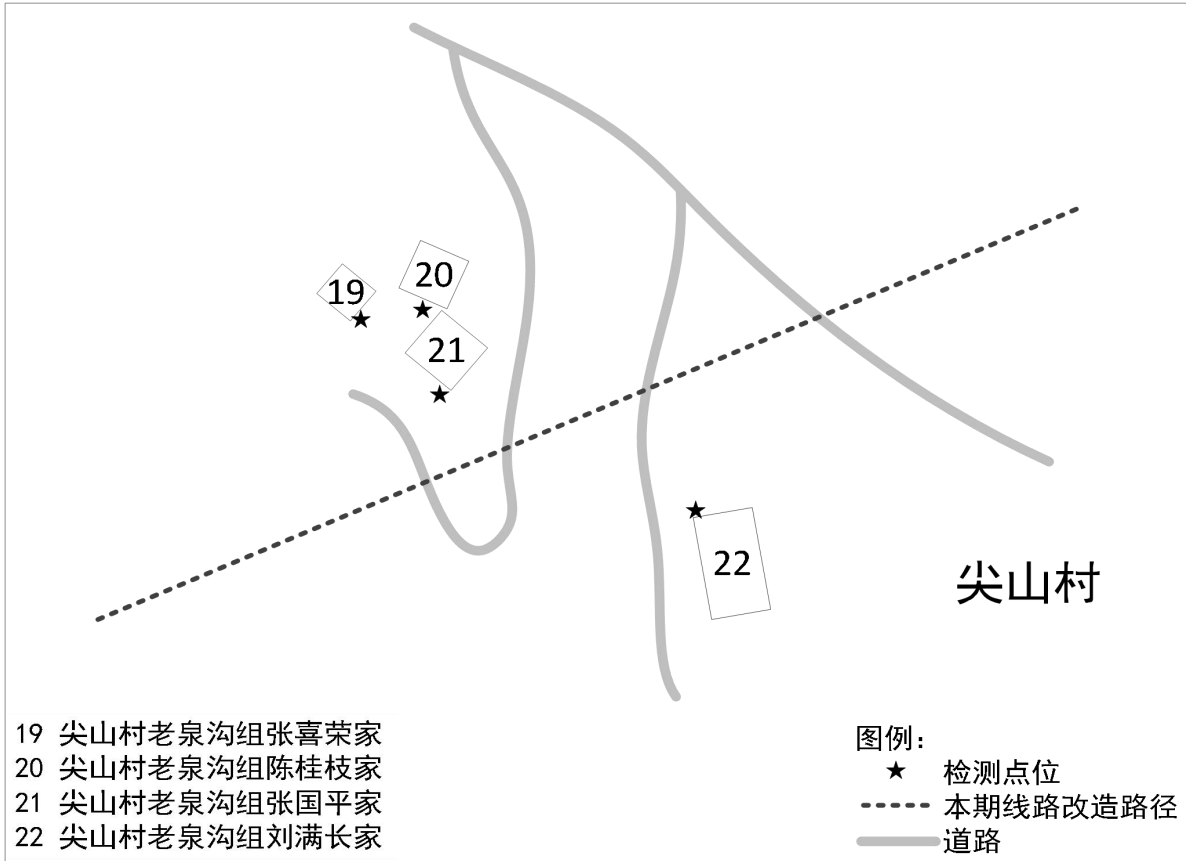 20
19
21
22
尖山村
19 尖山村老泉沟组张喜荣家
20 尖山村老泉沟组陈桂枝家
21 尖山村老泉沟组张国平家
22 尖山村老泉沟组刘满长家
图例：
检测点位
本期线路改造路径
道路